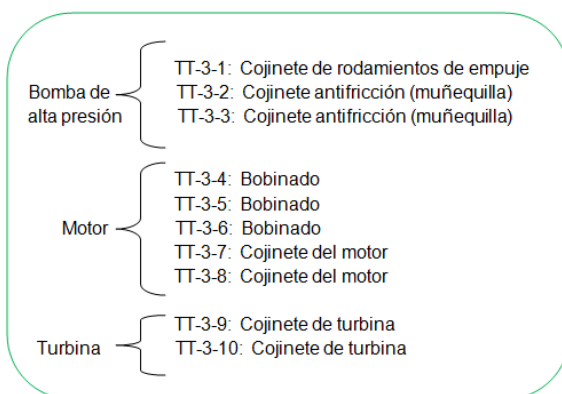 Bomba de
alta presión
TT-3-1: Cojinete de rodamientos de empuje
TT-3-2: Cojinete antifricción (muñequilla)
TT-3-3: Cojinete antifricción (muñequilla)
Motor
TT-3-4: Bobinado
TT-3-5: Bobinado
TT-3-6: Bobinado
TT-3-7: Cojinete del motor
TT-3-8: Cojinete del motor
Turbina
TT-3-9: Cojinete de turbina
TT-3-10: Cojinete de turbina